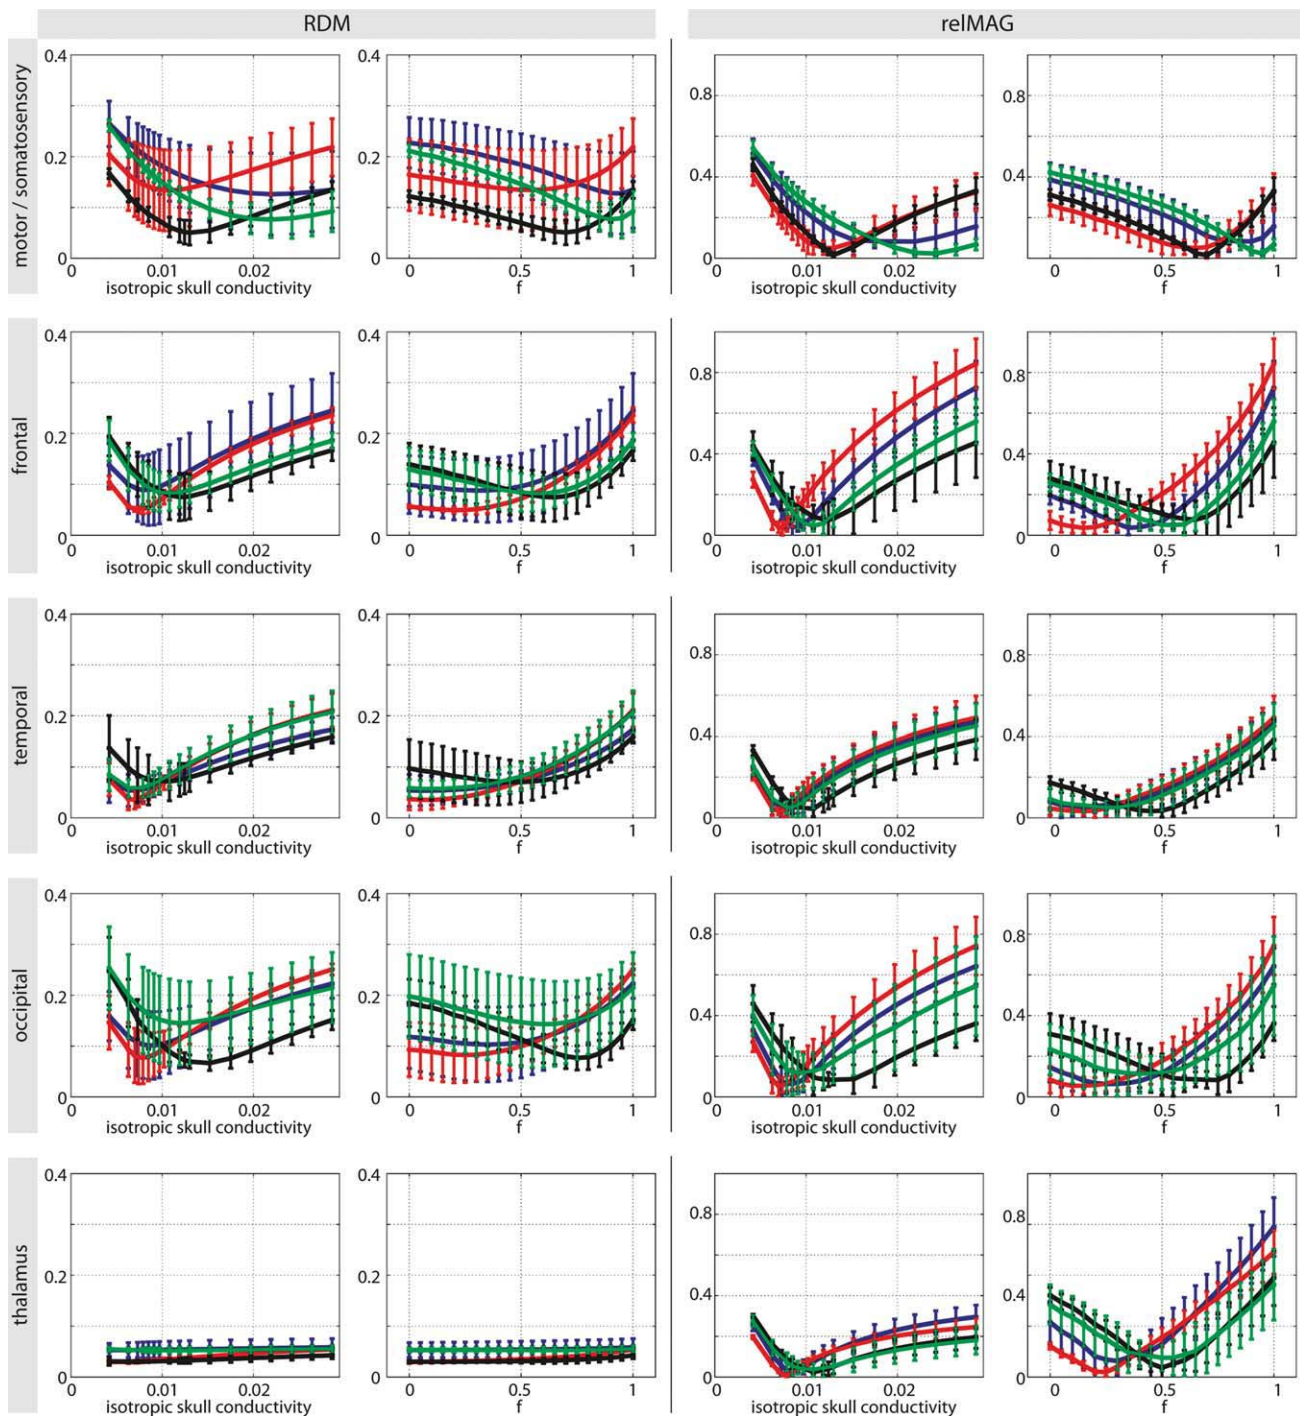 RDM relMAG
motor / somatosensory
0.4 0.4 0.8
0.2 0.2 0.4 0.4
0 0 0 0
0 0.01 0.02 0 0.5 1 0.01 0.02 0 0.5 1
isotropic skull conductivity f isotropic skull conductivity f
frontal
0.4 0.4 0.8 0.8
0.2 0.2 0.4 0.4
0 0 0 0
0 0.01 0.02 0.5 1 0.01 0.02 0 0.5 1
isotropic skull conductivity f isotropic skull conductivity f
temporal
0.4 0.4 0.8 0.8
0.2 0.2 0.4 0.4
0 0 0 0
0 0.01 0.02 0 0.5 1 0.01 0.02 0 0.5 1
isotropic skull conductivity f isotropic skull conductivity f
occipital
0.4 0.4 0.8 0.8
0.2 0.2 0.4 0.4
0 0 0 0
0 0.01 0.02 0 0.5 1 0.01 0.02 0 0.5 1
isotropic skull conductivity f isotropic skull conductivity f
thalamus
0.4 0.4 0.8 0.8
0.2 0.2 0.4 0.4
0 0 0 0
0 0.01 0.02 0 0.5 1 0.01 0.02 0 0.5 1
isotropic skull conductivity f isotropic skull conductivity f